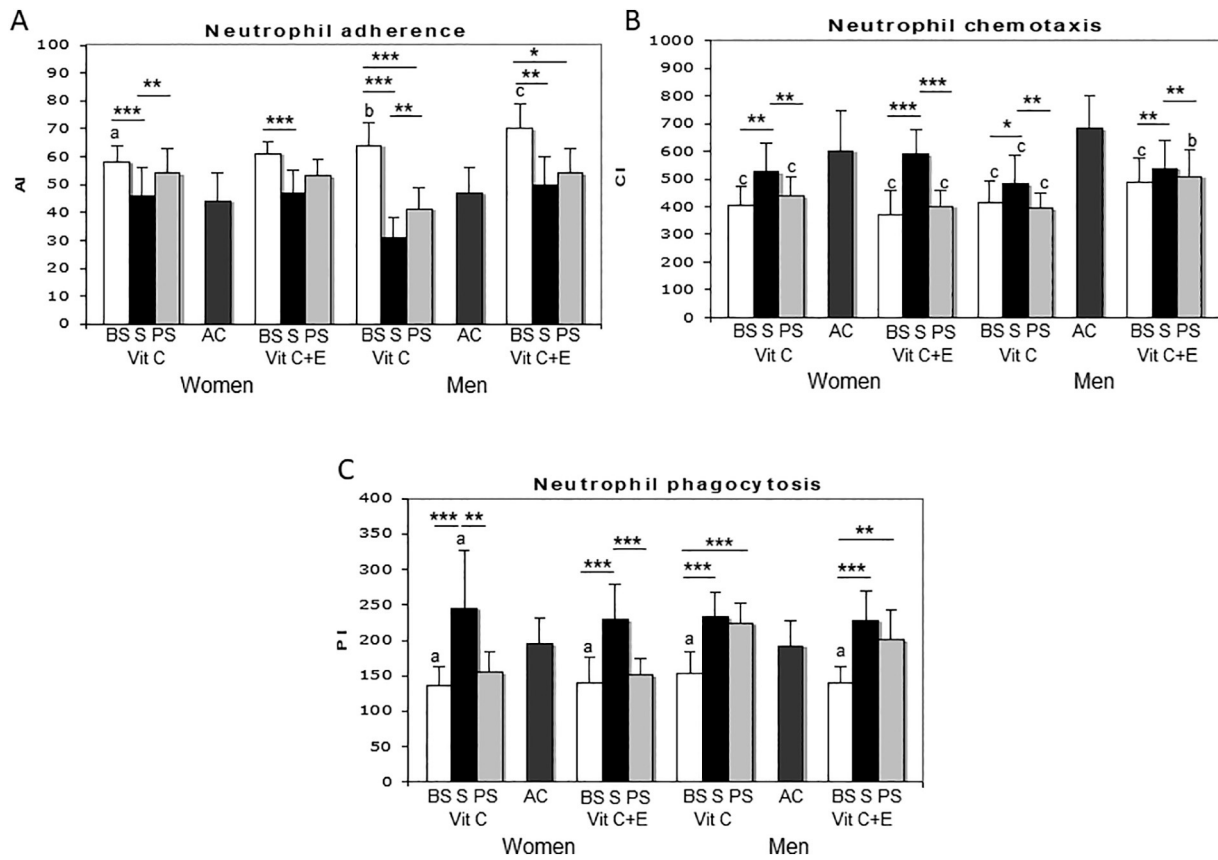 A
Neutrophil adherence
100
90
80
70
60
50
40
30
20
10
0
AI
*** ** *** *** *** *** ** * **
a b c
BS S PS AC BS S PS BS S PS AC BS S PS
Vit C Vit C+E Vit C Vit C+E
Women Men
B
Neutrophil chemotaxis
1000
900
800
700
600
500
400
300
200
100
0
CI
** ** *** *** * ** ** **
c c c c c c c c b
BS S PS AC BS S PS BS S PS AC BS S PS
Vit C Vit C+E Vit C Vit C+E
Women Men
C
Neutrophil phagocytosis
400
350
300
250
200
150
100
50
0
PI
*** ** *** *** *** *** ** ***
a a a a a
BS S PS AC BS S PS BS S PS AC BS S PS
Vit C Vit C+E Vit C Vit C+E
Women Men